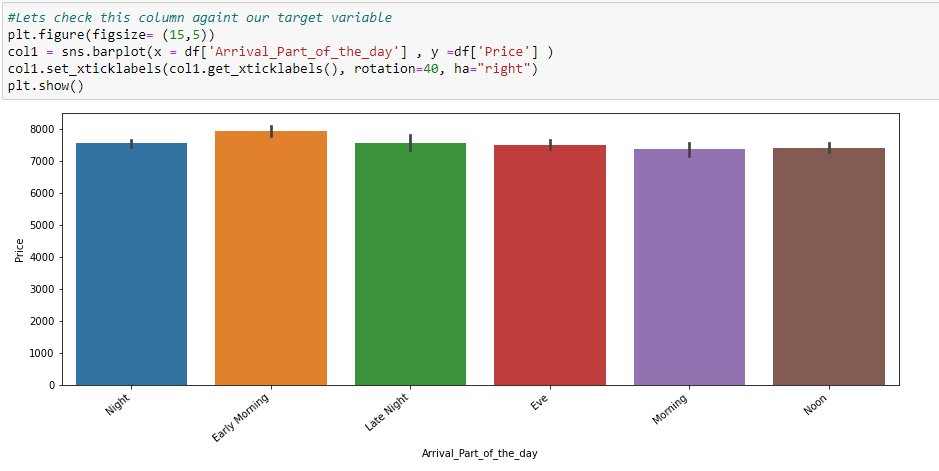 #Lets check this column againt our target variable
plt.figure(figsize= (15,5))
col1 = sns.barplot(x = df['Arrival_Part_of_the_day'] , y =df['Price'] )
col1.set_xticklabels(col1.get_xticklabels(), rotation=40, ha="right")
plt.show()
8000
7000
6000
5000
4000
3000
2000
1000
0
Price
Night
Early Morning
Late Night
Eve
Morning
Noon
Arrival_Part_of_the_day